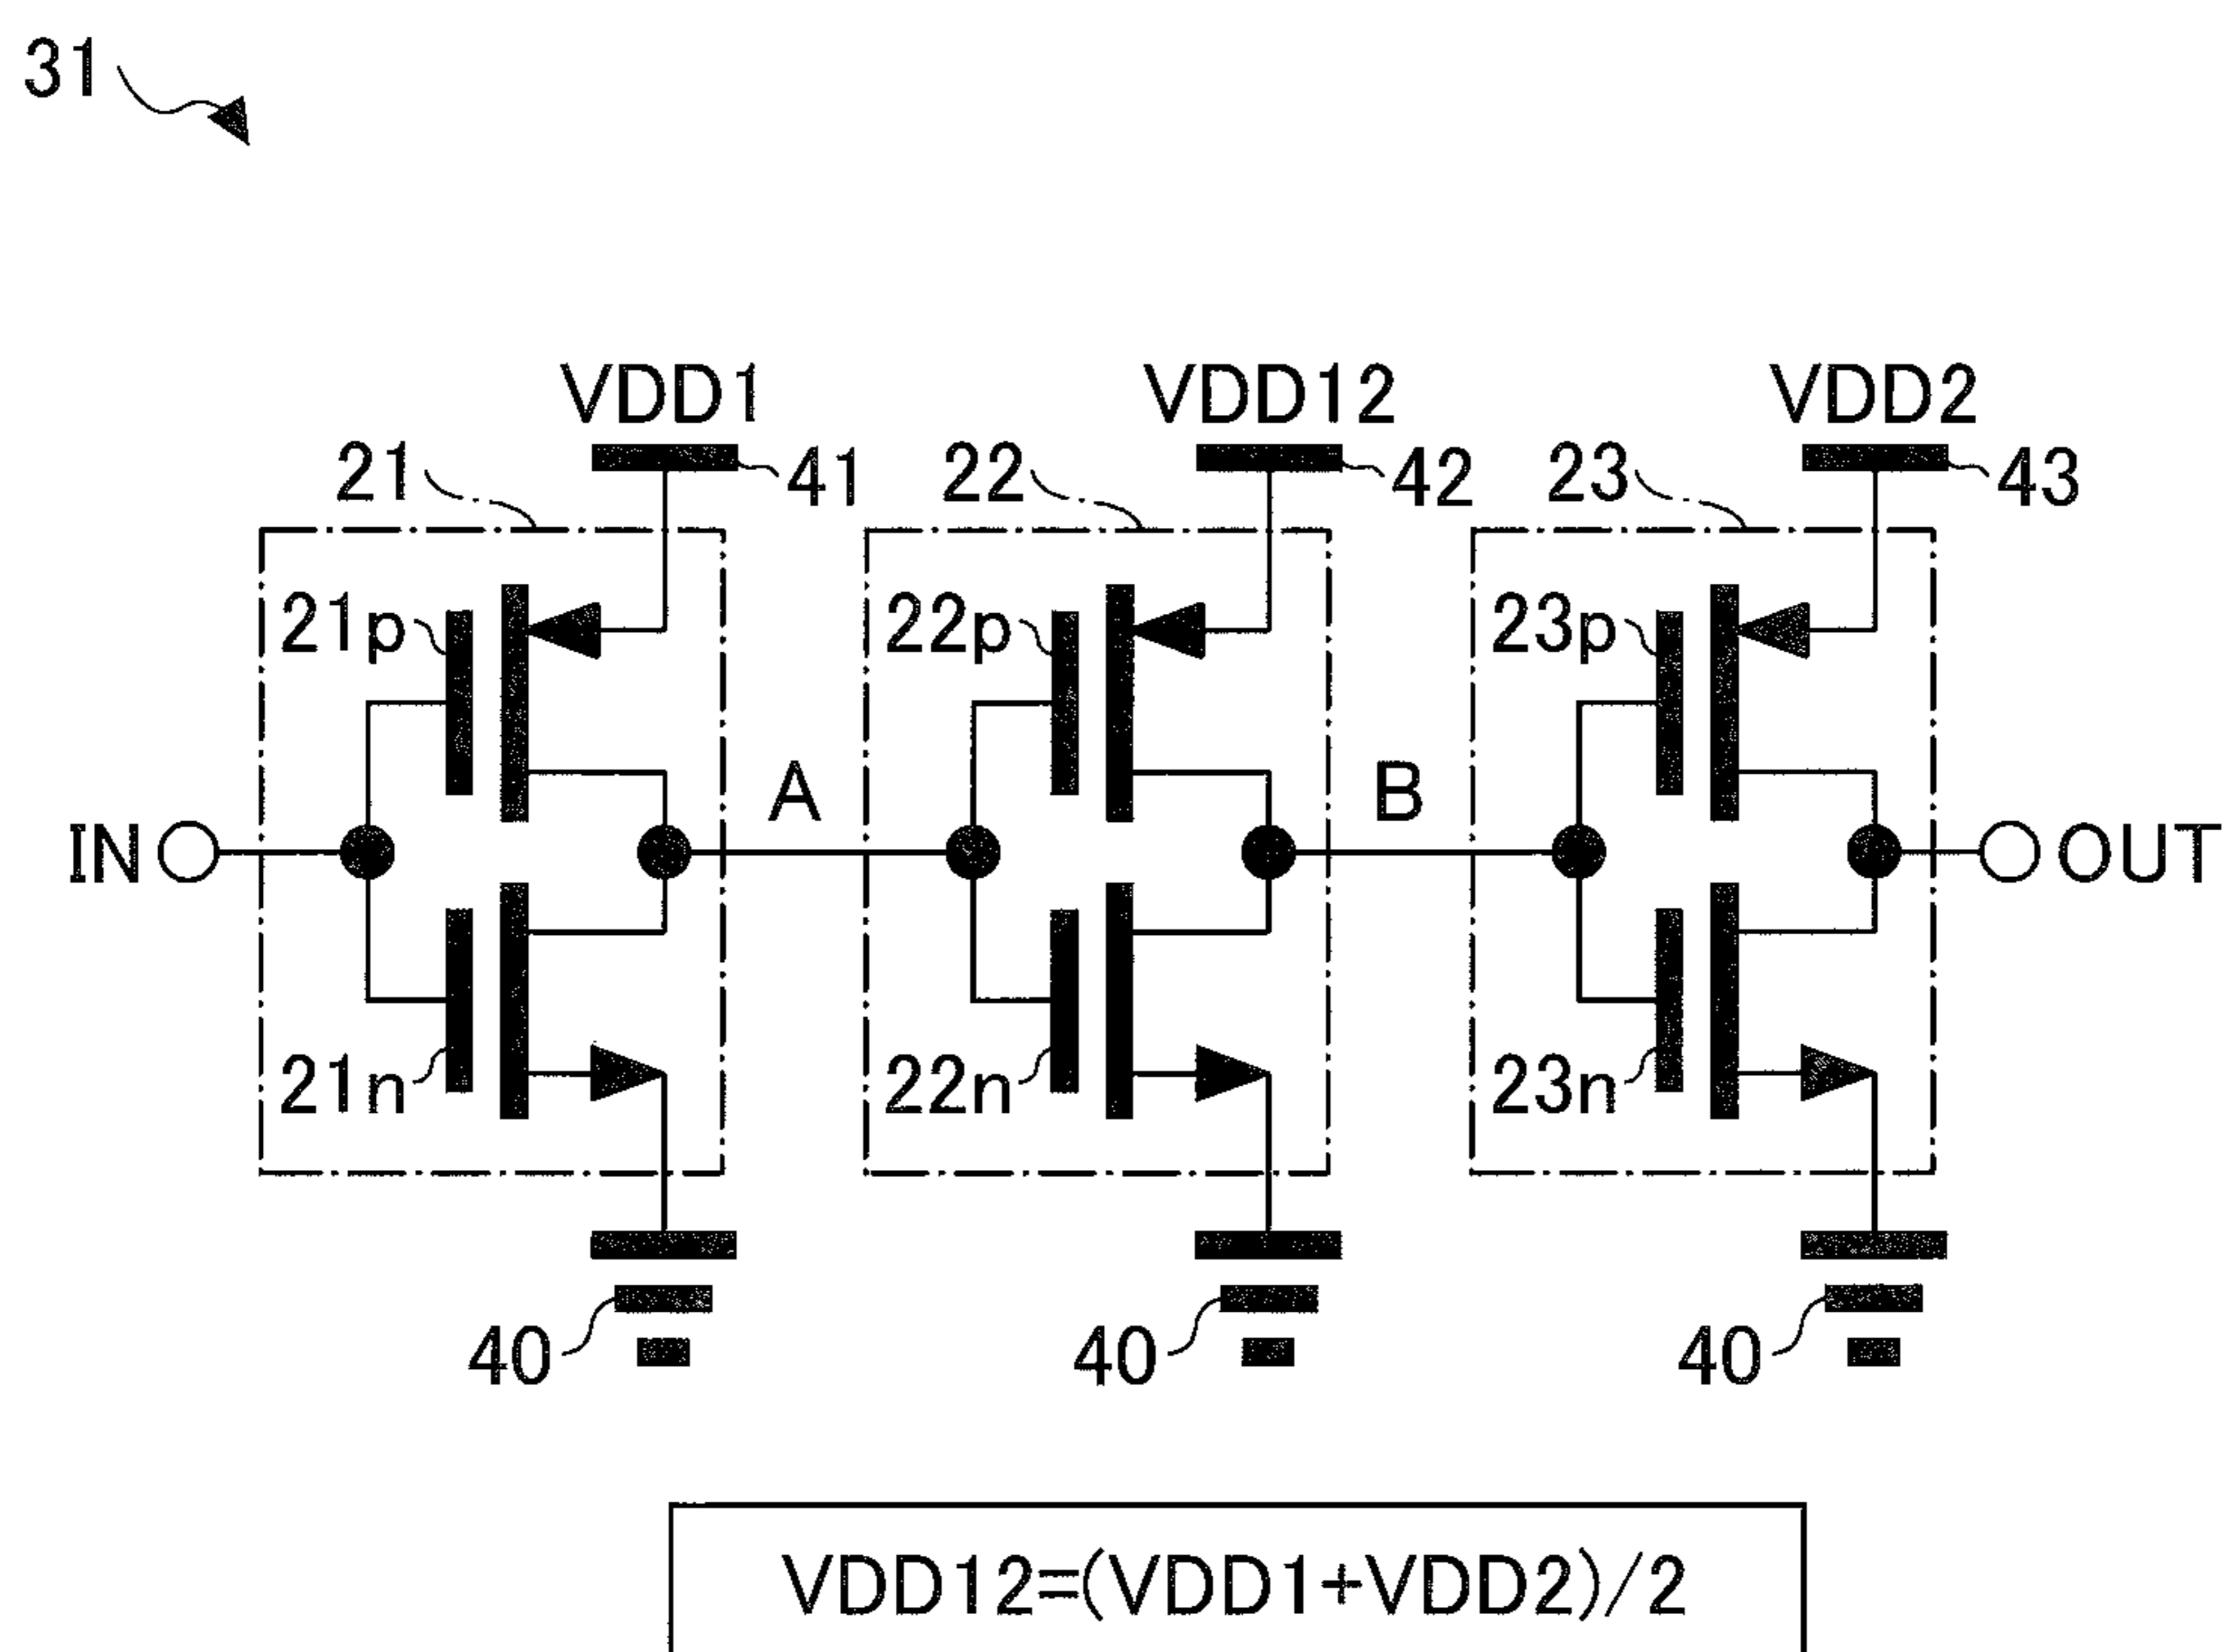 31
VDD1 VDD12 VDD2
21 41 22 42 23 43
21p 22p 23p
A B
IN OUT
21n 22n 23n
40 40 40
VDD12=(VDD1+VDD2)/2